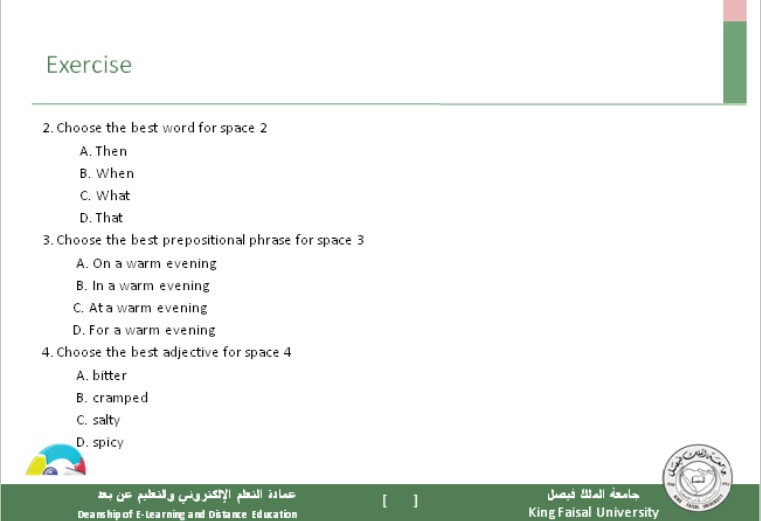 Exercise
2. Choose the best word for space 2
A. Then
B. When
C. What
D. That
3. Choose the best prepositional phrase for space 3
A. On a warm evening
B. In a warm evening
C. At a warm evening
D. For a warm evening
4. Choose the best adjective for space 4
A. bitter
B. cramped
C. salty
D. spicy
عمادة التعلم الإلكتروني والتعليم عن بعد
Deanship of E-Learning and Distance Education
[ ]
جامعة الملك فيصل
King Faisal University